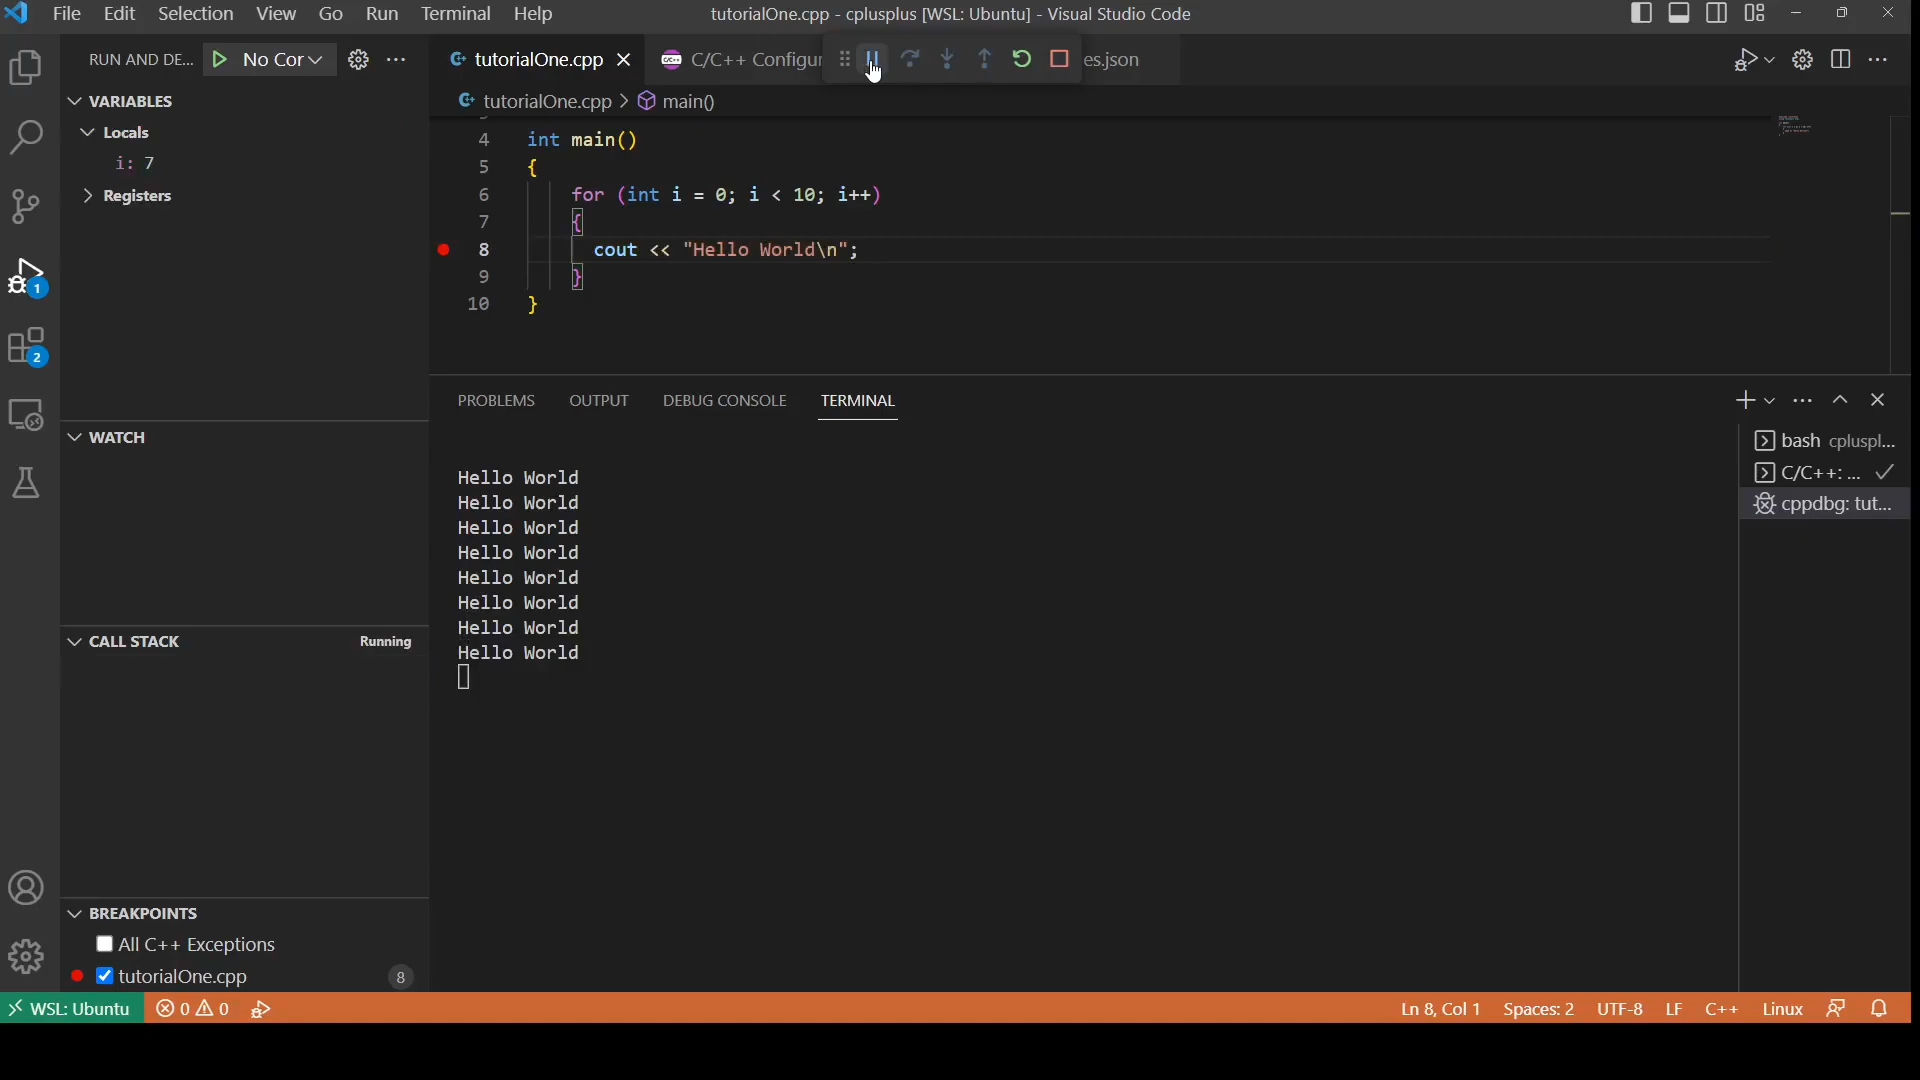 File Edit Selection View Go Run Terminal Help
tutorialOne.cpp - cplusplus [WSL: Ubuntu] - Visual Studio Code
RUN AND DE... No Cor
tutorialOne.cpp C/C++ Configur es.json
tutorialOne.cpp > main()
VARIABLES
Locals
i: 7
Registers
4 int main()
5 {
6 for (int i = 0; i < 10; i++)
7 {
8 cout << "Hello World\n";
9 }
10 }
1
2
WATCH
CALL STACK Running
BREAKPOINTS
All C++ Exceptions
tutorialOne.cpp 8
PROBLEMS OUTPUT DEBUG CONSOLE TERMINAL
Hello World
Hello World
Hello World
Hello World
Hello World
Hello World
Hello World
Hello World
bash cpluspl...
C/C++: ...
cppdbg: tut...
WSL: Ubuntu 0 0 Ln 8, Col 1 Spaces: 2 UTF-8 LF C++ Linux